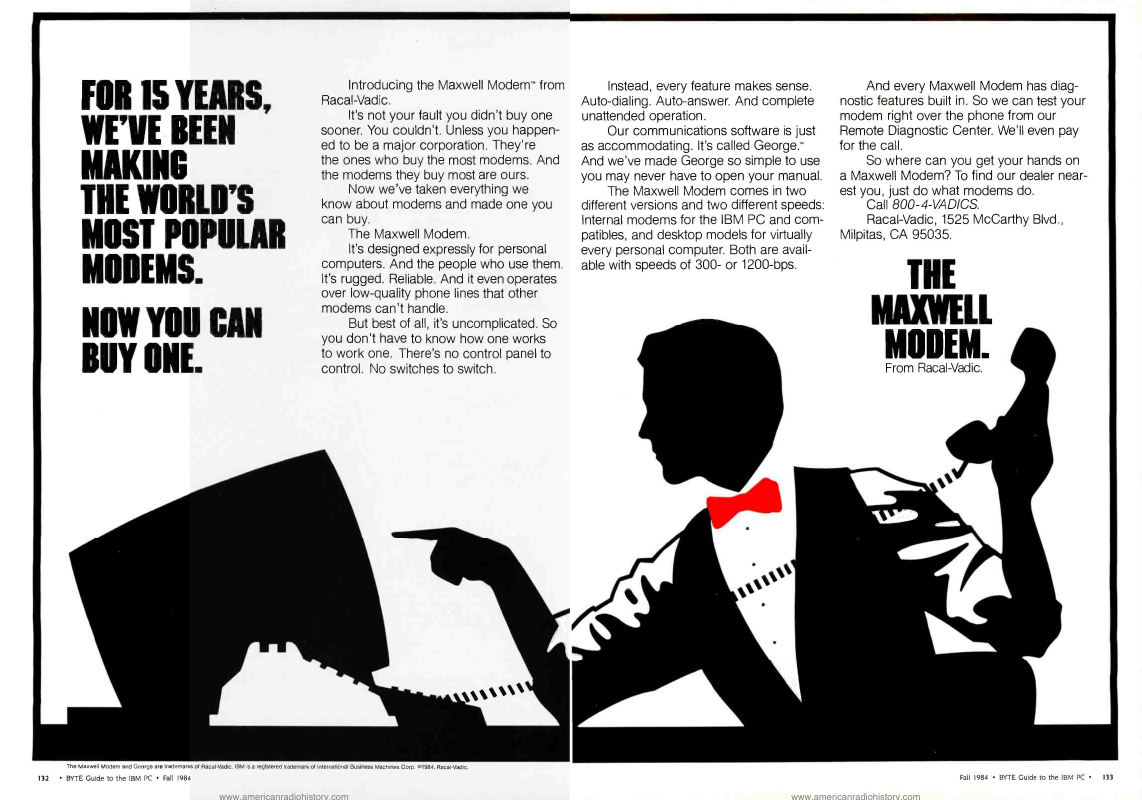 FOR 15 YEARS,
WE'VE BEEN
MAKING
THE WORLD'S
MOST POPULAR
MODEMS.
NOW YOU CAN
BUY ONE.
Introducing the Maxwell Modem™ from
Racal-Vadic.
It's not your fault you didn't buy one
sooner. You couldn't. Unless you happen-
ed to be a major corporation. They're
the ones who buy the most modems. And
the modems they buy most are ours.
Now we've taken everything we
know about modems and made one you
can buy.
The Maxwell Modem.
It's designed expressly for personal
computers. And the people who use them.
It's rugged. Reliable. And it even operates
over low-quality phone lines that other
modems can't handle.
But best of all, it's uncomplicated. So
you don't have to know how one works
to work one. There's no control panel to
control. No switches to switch.
Instead, every feature makes sense.
Auto-dialing. Auto-answer. And complete
unattended operation.
Our communications software is just
as accommodating. It's called George.™
And we've made George so simple to use
you may never have to open your manual.
The Maxwell Modem comes in two
different versions and two different speeds:
Internal modems for the IBM PC and com-
patibles, and desktop models for virtually
every personal computer. Both are avail-
able with speeds of 300- or 1200-bps.
And every Maxwell Modem has diag-
nostic features built in. So we can test your
modem right over the phone from our
Remote Diagnostic Center. We'll even pay
for the call.
So where can you get your hands on
a Maxwell Modem? To find our dealer near-
est you, just do what modems do.
Call 800-4-VADICS.
Racal-Vadic, 1525 McCarthy Blvd.,
Milpitas, CA 95035.
THE
MAXWELL
MODEM.
From Racal-Vadic.
The Maxwell Modem and George are trademarks of Racal-Vadic. IBM is a registered trademark of International Business Machines Corp. ©1984, Racal-Vadic.
132 • BYTE Guide to the IBM PC • Fall 1984
Fall 1984 • BYTE Guide to the IBM PC • 133
www.americanradiohistory.com
www.americanradiohistory.com